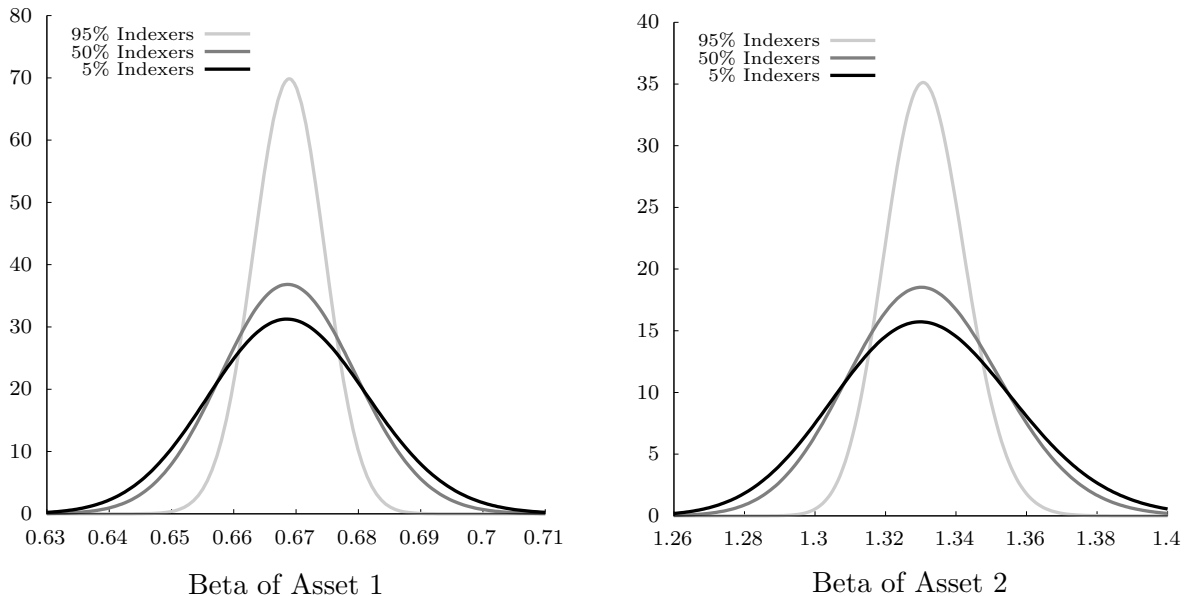 80
70
60
50
40
30
20
10
0
95% Indexers
50% Indexers
5% Indexers
0.63 0.64 0.65 0.66 0.67 0.68 0.69 0.7 0.71
Beta of Asset 1
40
35
30
25
20
15
10
5
0
95% Indexers
50% Indexers
5% Indexers
1.26 1.28 1.3 1.32 1.34 1.36 1.38 1.4
Beta of Asset 2